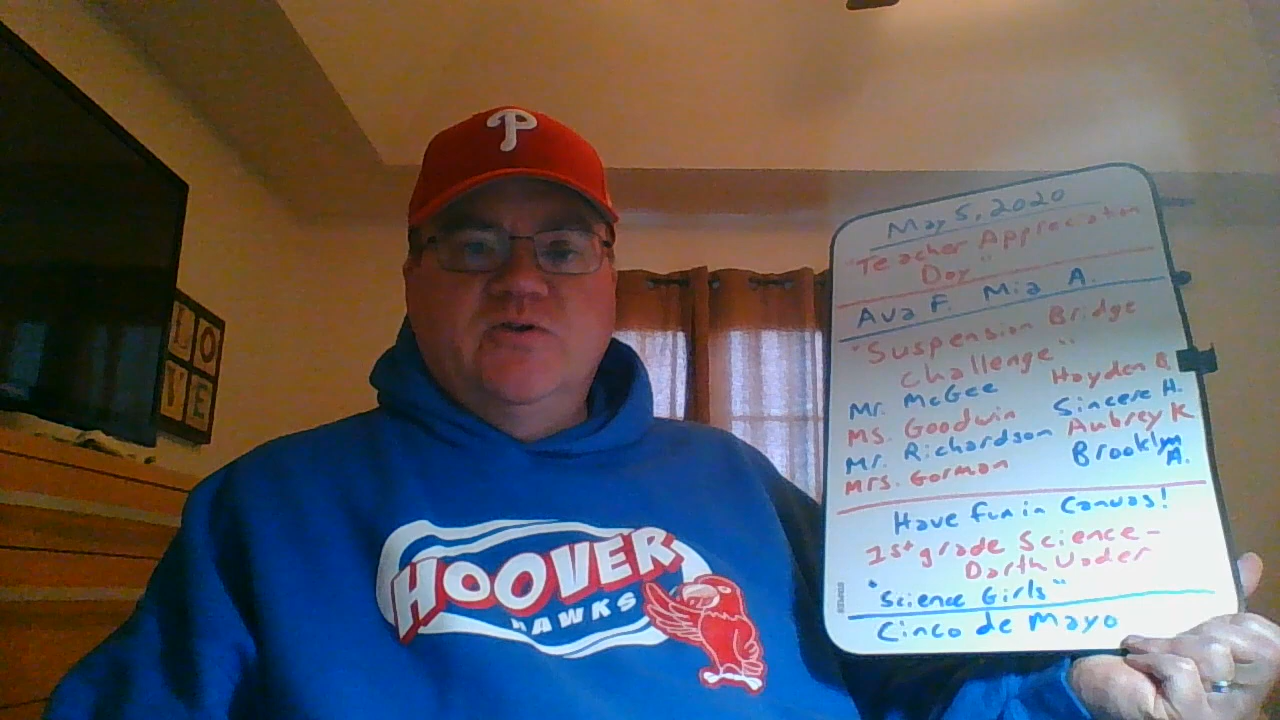 P
LO
VE
HOOVER
HAWKS
May 5, 2020
"Teacher Appreciation
Day"
Ava F. Mia A.
"Suspension Bridge
Challenge"
Mr. McGee Hayden B.
Ms. Goodwin Sincere H.
Mr. Richardson Aubrey K
Mrs. Gorman Brooklyn
A.
Have fun in Canvas!
1st grade Science-
Darth Vader
"Science Girls"
Cinco de Mayo